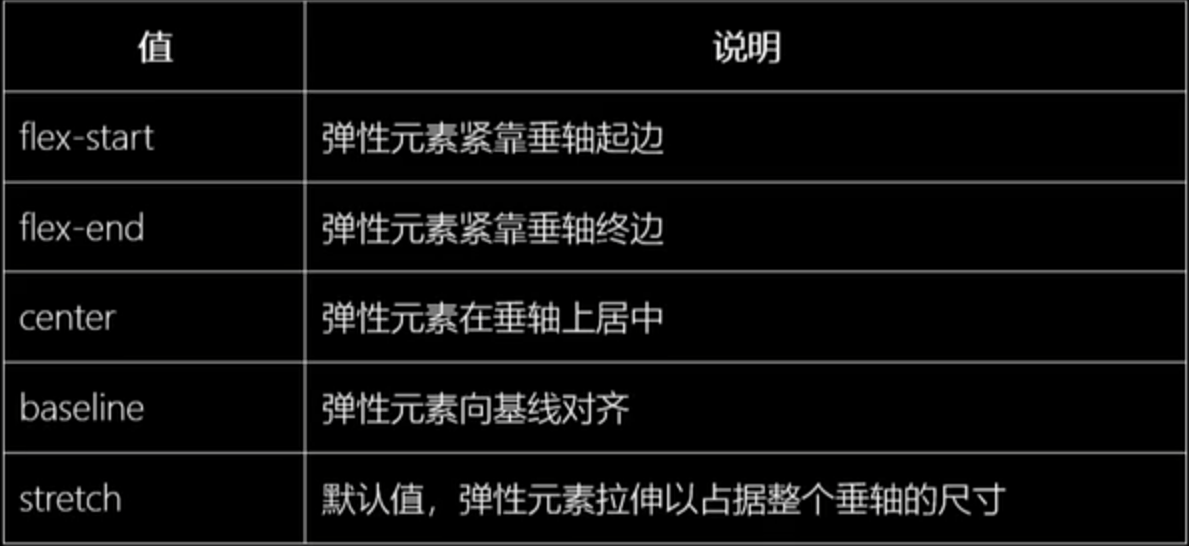 值 说明
flex-start 弹性元素紧靠垂轴起边
flex-end 弹性元素紧靠垂轴终边
center 弹性元素在垂轴上居中
baseline 弹性元素向基线对齐
stretch 默认值，弹性元素拉伸以占据整个垂轴的尺寸